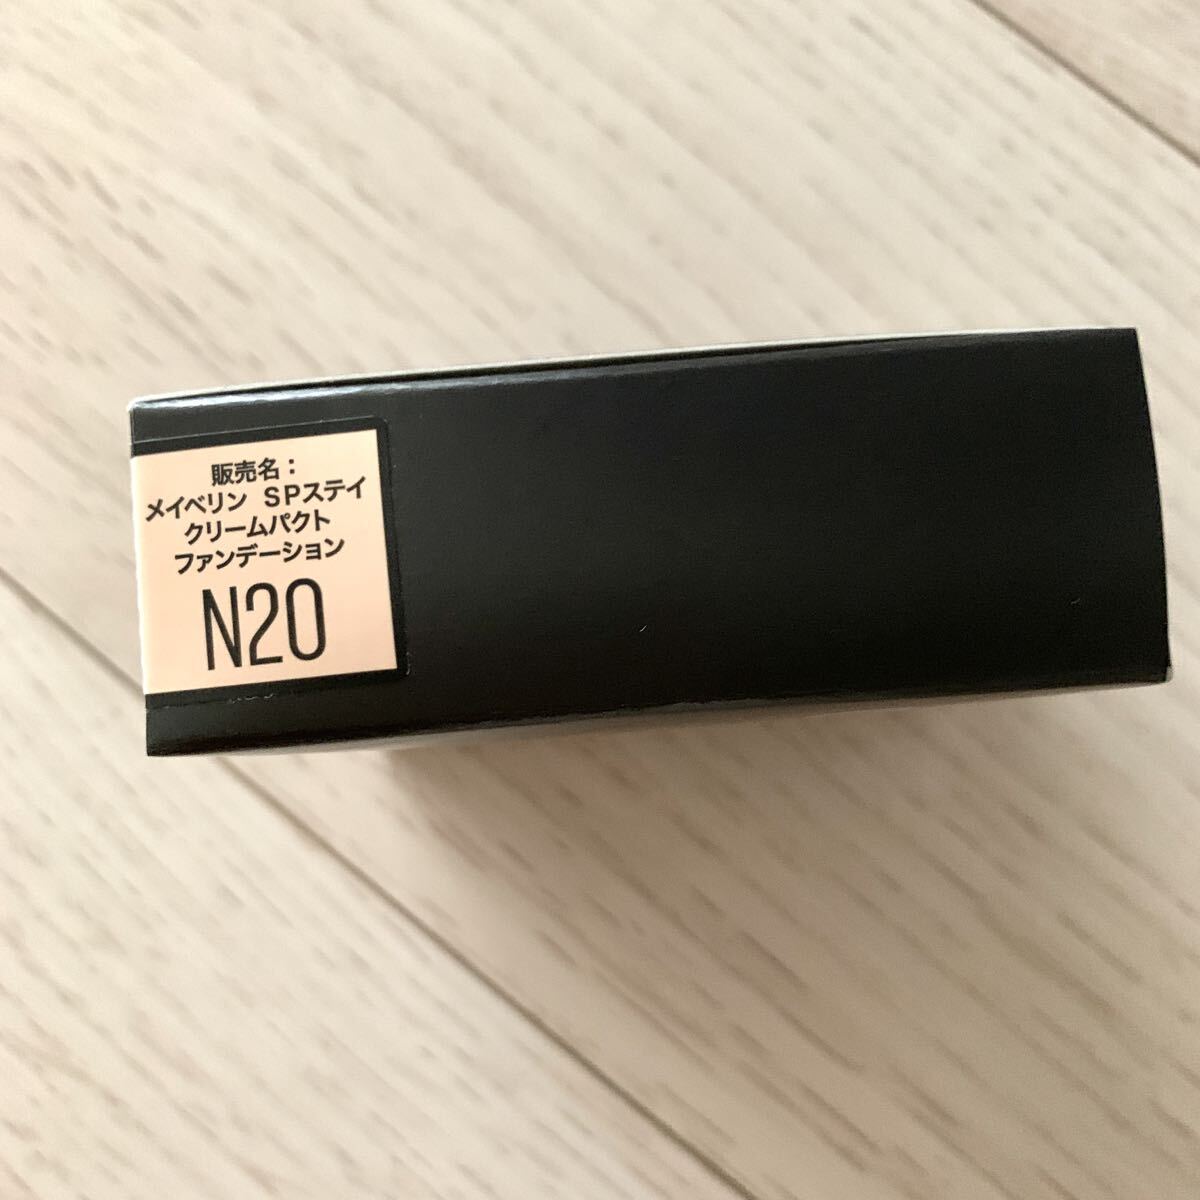 販売名：
メイベリン SPステイ
クリームパクト
ファンデーション
N20